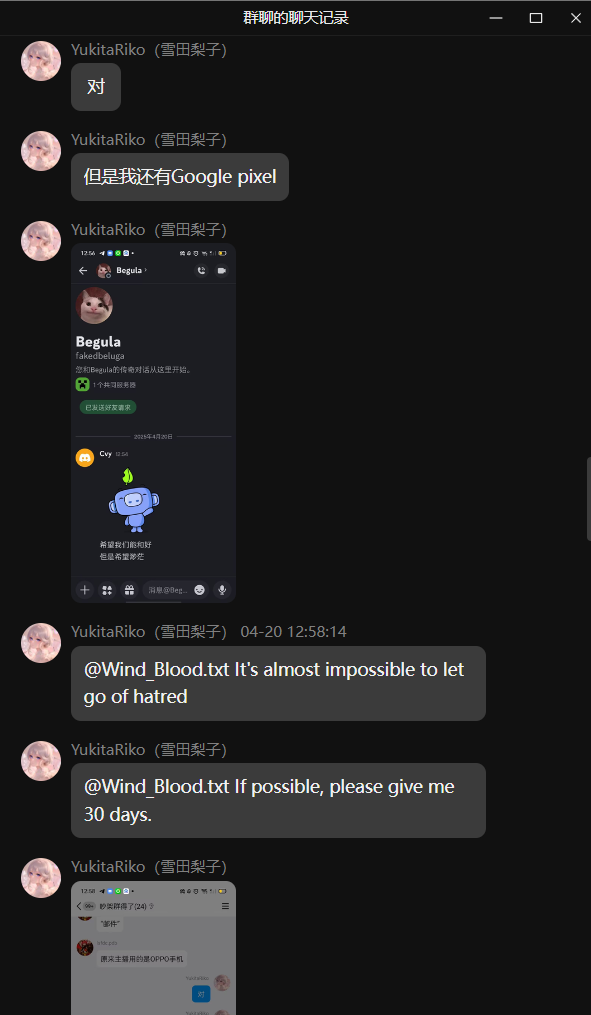 群聊的聊天记录
YukitaRiko（雪田梨子）
对
YukitaRiko（雪田梨子）
但是我还有Google pixel
YukitaRiko（雪田梨子）
12:56
Begula
Begula
fakedbeluga
您和Begula的传奇对话从这里开始。
1个共同服务器
已发送好友请求
2025年4月20日
Cvy 12:54
希望我们能和好
但是希望渺茫
消息@Beg...
YukitaRiko（雪田梨子） 04-20 12:58:14
@Wind_Blood.txt It's almost impossible to let
go of hatred
YukitaRiko（雪田梨子）
@Wind_Blood.txt If possible, please give me
30 days.
YukitaRiko（雪田梨子）
12:58
99+
"邮件"
原来主猫用的是OPPO手机
YukitaRiko
对
YukitaRiko